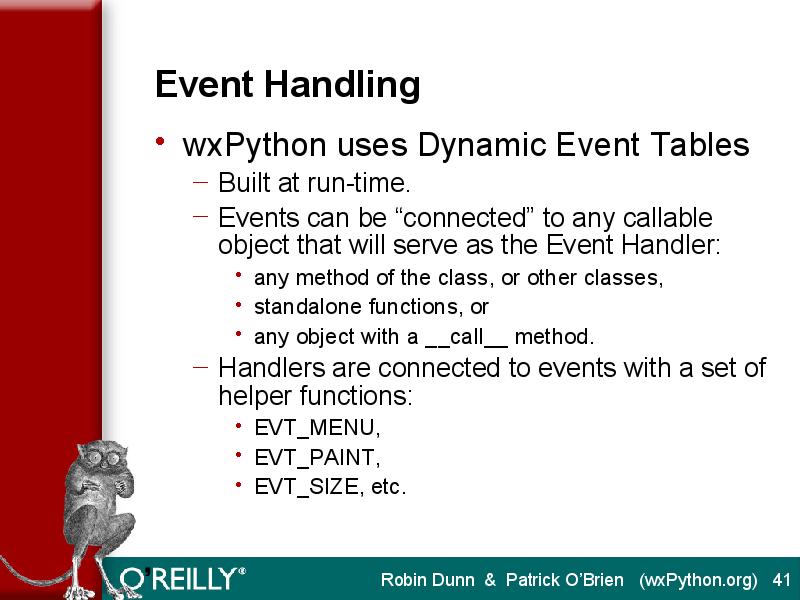 Event Handling
• wxPython uses Dynamic Event Tables
– Built at run-time.
– Events can be “connected” to any callable
object that will serve as the Event Handler:
• any method of the class, or other classes,
• standalone functions, or
• any object with a __call__ method.
– Handlers are connected to events with a set of
helper functions:
• EVT_MENU,
• EVT_PAINT,
• EVT_SIZE, etc.
O’REILLY®
Robin Dunn & Patrick O’Brien (wxPython.org) 41